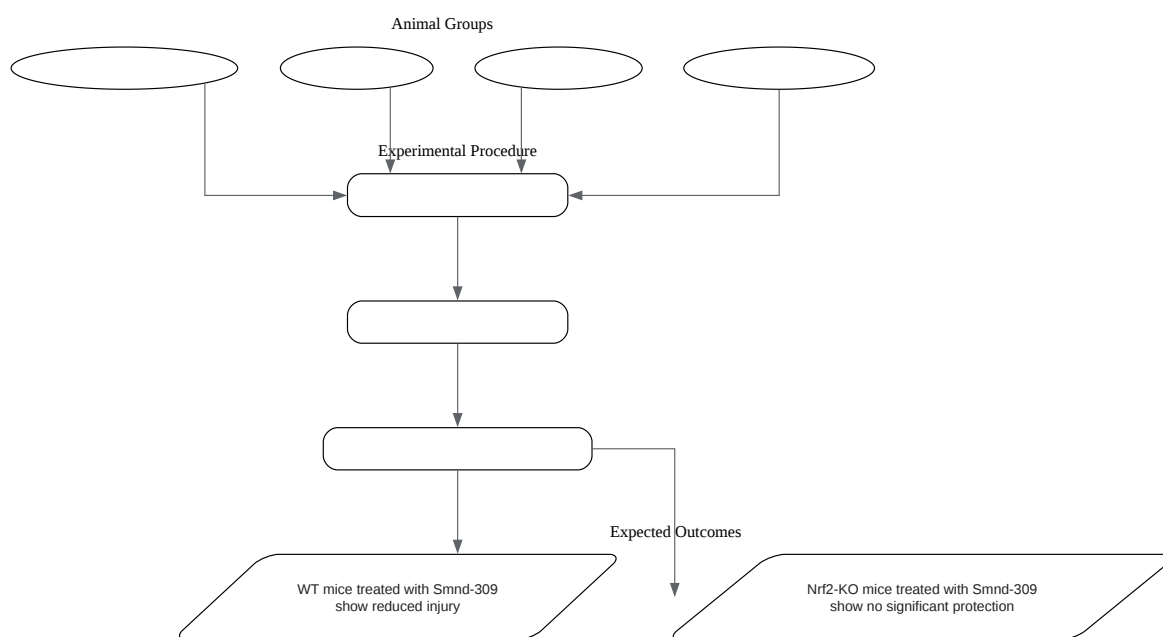 Animal Groups
Experimental Procedure
Expected Outcomes
WT mice treated with Smnd-309
show reduced injury
Nrf2-KO mice treated with Smnd-309
show no significant protection